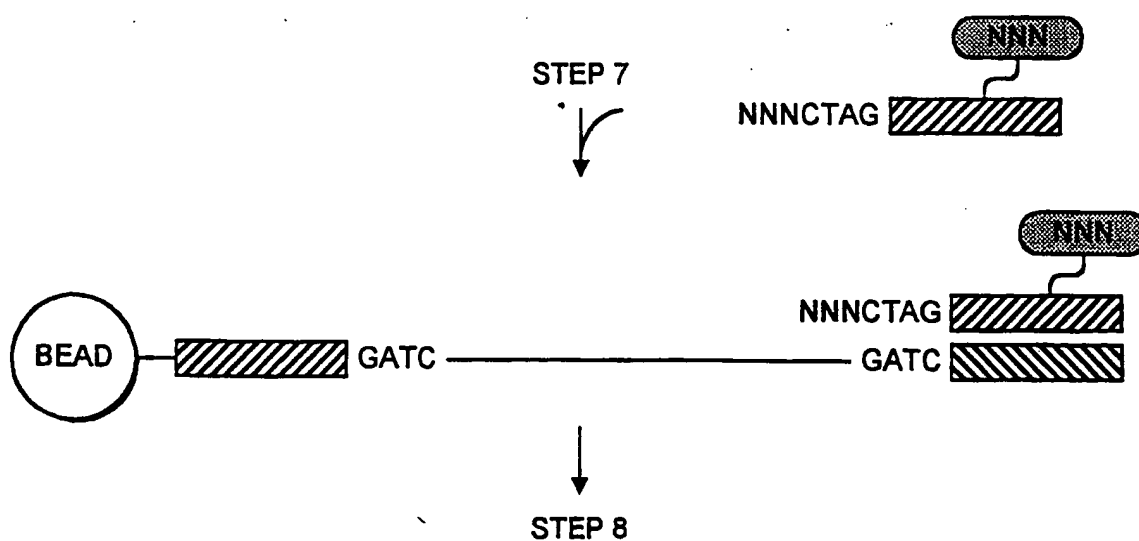 NNN
STEP 7
NNNCTAG
NNN
NNNCTAG
BEAD GATC GATC
STEP 8